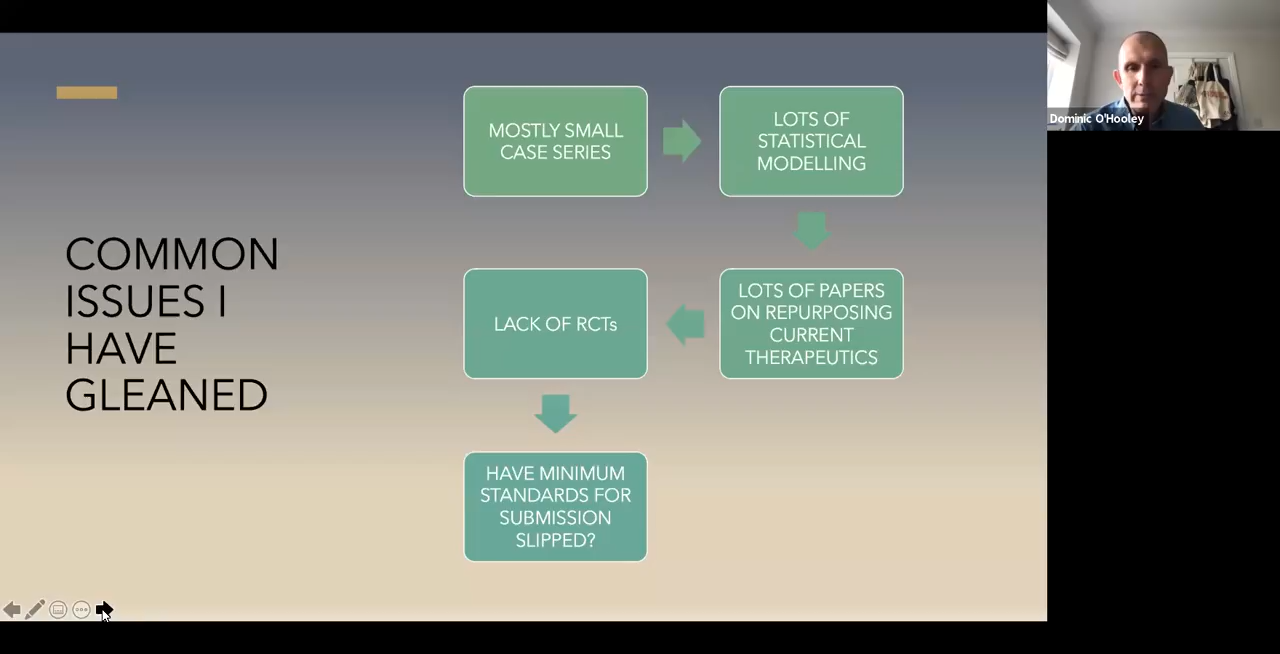 COMMON
ISSUES I
HAVE
GLEANED
MOSTLY SMALL
CASE SERIES
LOTS OF
STATISTICAL
MODELLING
LOTS OF PAPERS
ON REPURPOSING
CURRENT
THERAPEUTICS
LACK OF RCTs
HAVE MINIMUM
STANDARDS FOR
SUBMISSION
SLIPPED?
Dominic O'Hooley